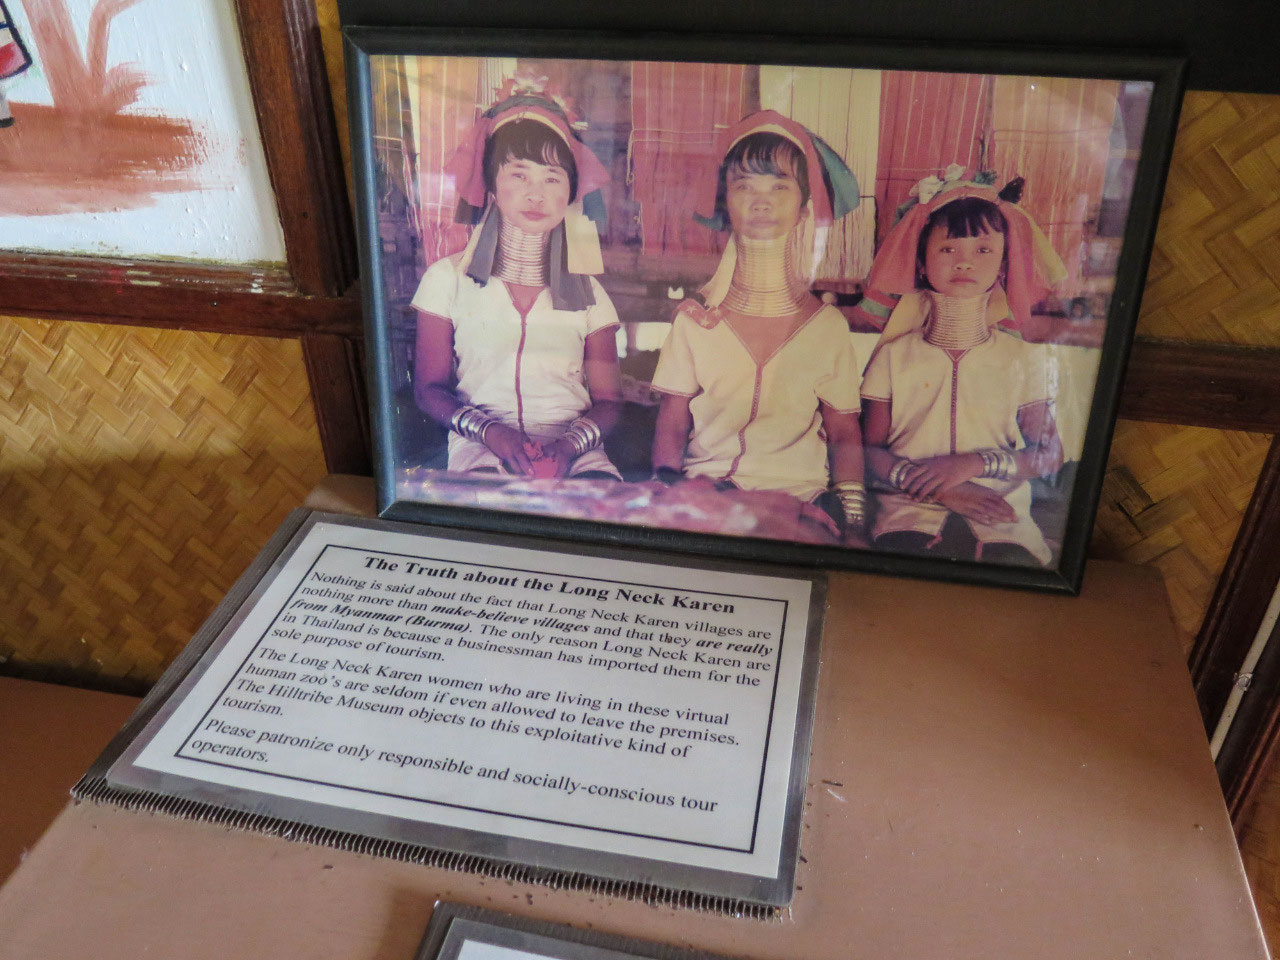 The Truth about the Long Neck Karen
Nothing is said about the fact that Long Neck Karen villages are
nothing more than make-believe villages and that they are really
from Myanmar (Burma). The only reason Long Neck Karen are
in Thailand is because a businessman has imported them for the
sole purpose of tourism.
The Long Neck Karen women who are living in these virtual
human zoo's are seldom if even allowed to leave the premises.
The Hilltribe Museum objects to this exploitative kind of
tourism.
Please patronize only responsible and socially-conscious tour
operators.